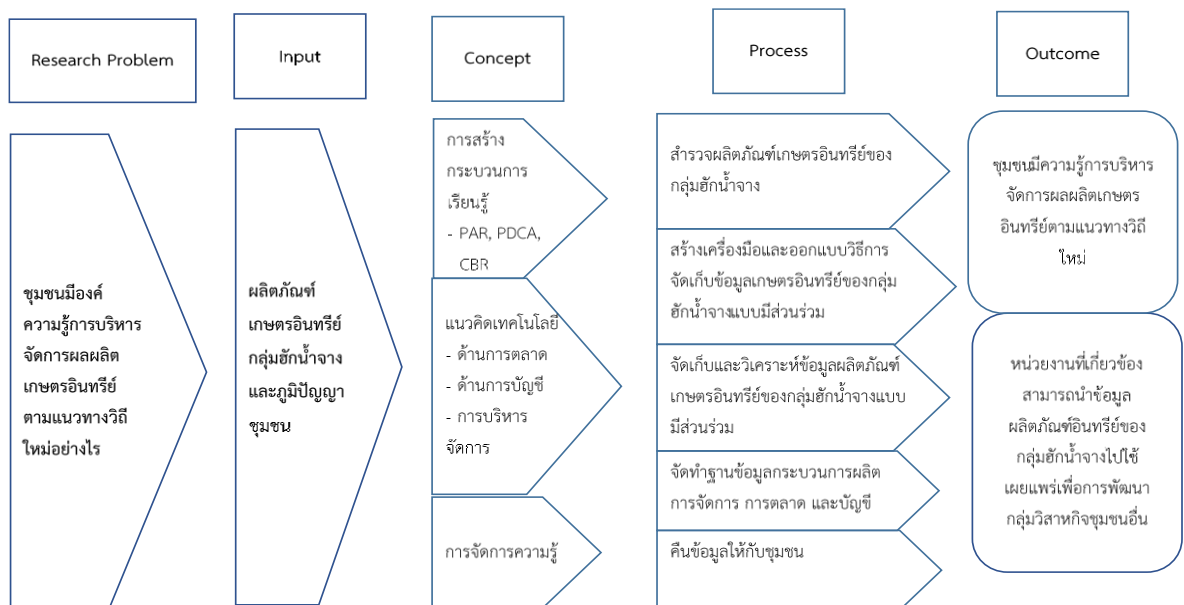 Research Problem
Input
Concept
Process
Outcome
ชุมชนมีองค์
ความรู้การบริหาร
จัดการผลผลิต
เกษตรอินทรีย์
ตามแนวทางวิถี
ใหม่อย่างไร
ผลิตภัณฑ์
เกษตรอินทรีย์
กลุ่มฮักน้ำจาง
และภูมิปัญญา
ชุมชน
การสร้าง
กระบวนการ
เรียนรู้
- PAR, PDCA,
CBR
แนวคิดเทคโนโลยี
- ด้านการตลาด
- ด้านการบัญชี
- การบริหาร
จัดการ
การจัดการความรู้
สำรวจผลิตภัณฑ์เกษตรอินทรีย์ของ
กลุ่มฮักน้ำจาง
สร้างเครื่องมือและออกแบบวิธีการ
จัดเก็บข้อมูลเกษตรอินทรีย์ของกลุ่ม
ฮักน้ำจางแบบมีส่วนร่วม
จัดเก็บและวิเคราะห์ข้อมูลผลิตภัณฑ์
เกษตรอินทรีย์ของกลุ่มฮักน้ำจางแบบ
มีส่วนร่วม
จัดทำฐานข้อมูลกระบวนการผลิต
การจัดการ การตลาด และบัญชี
คืนข้อมูลให้กับชุมชน
ชุมชนมีความรู้การบริหาร
จัดการผลผลิตเกษตร
อินทรีย์ตามแนวทางวิถี
ใหม่
หน่วยงานที่เกี่ยวข้อง
สามารถนำข้อมูล
ผลิตภัณฑ์อินทรีย์ของ
กลุ่มฮักน้ำจางไปใช้
เผยแพร่เพื่อการพัฒนา
กลุ่มวิสาหกิจชุมชนอื่น